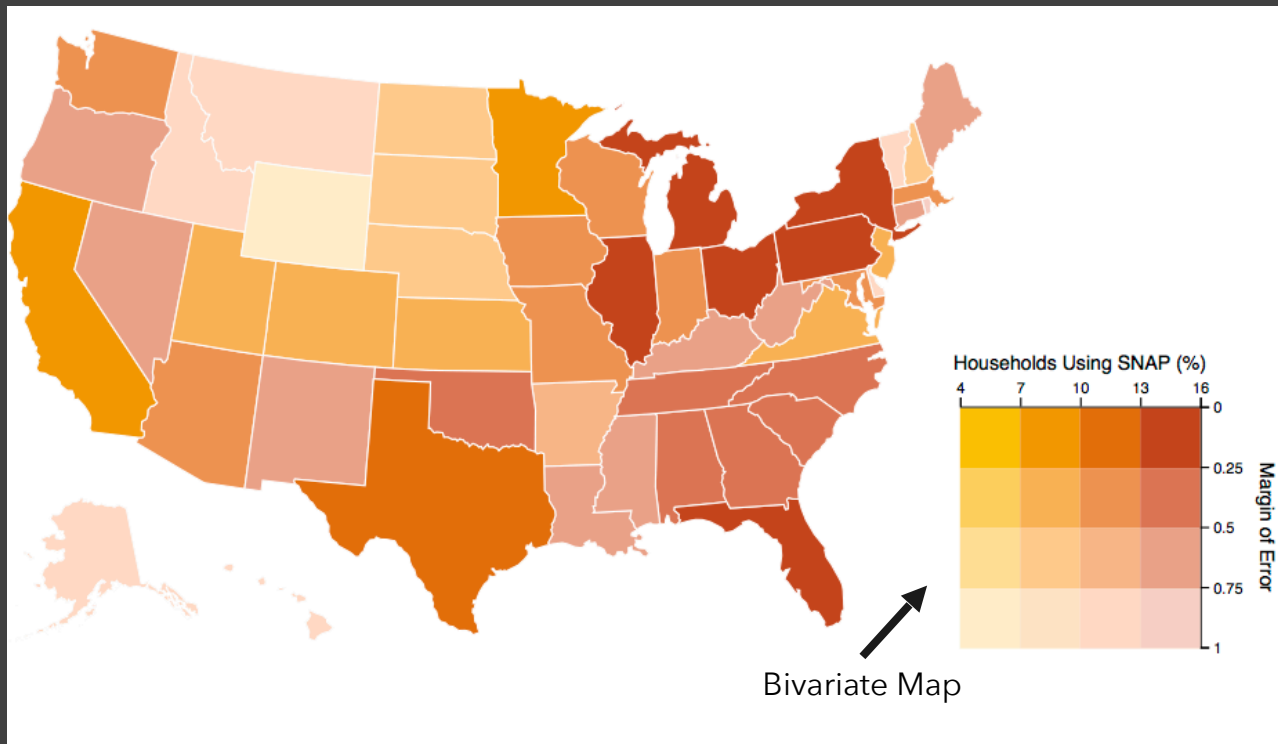 Households Using SNAP (%)
4 7 10 13 16
0
0.25
0.5
0.75
1
Margin of Error
Bivariate Map